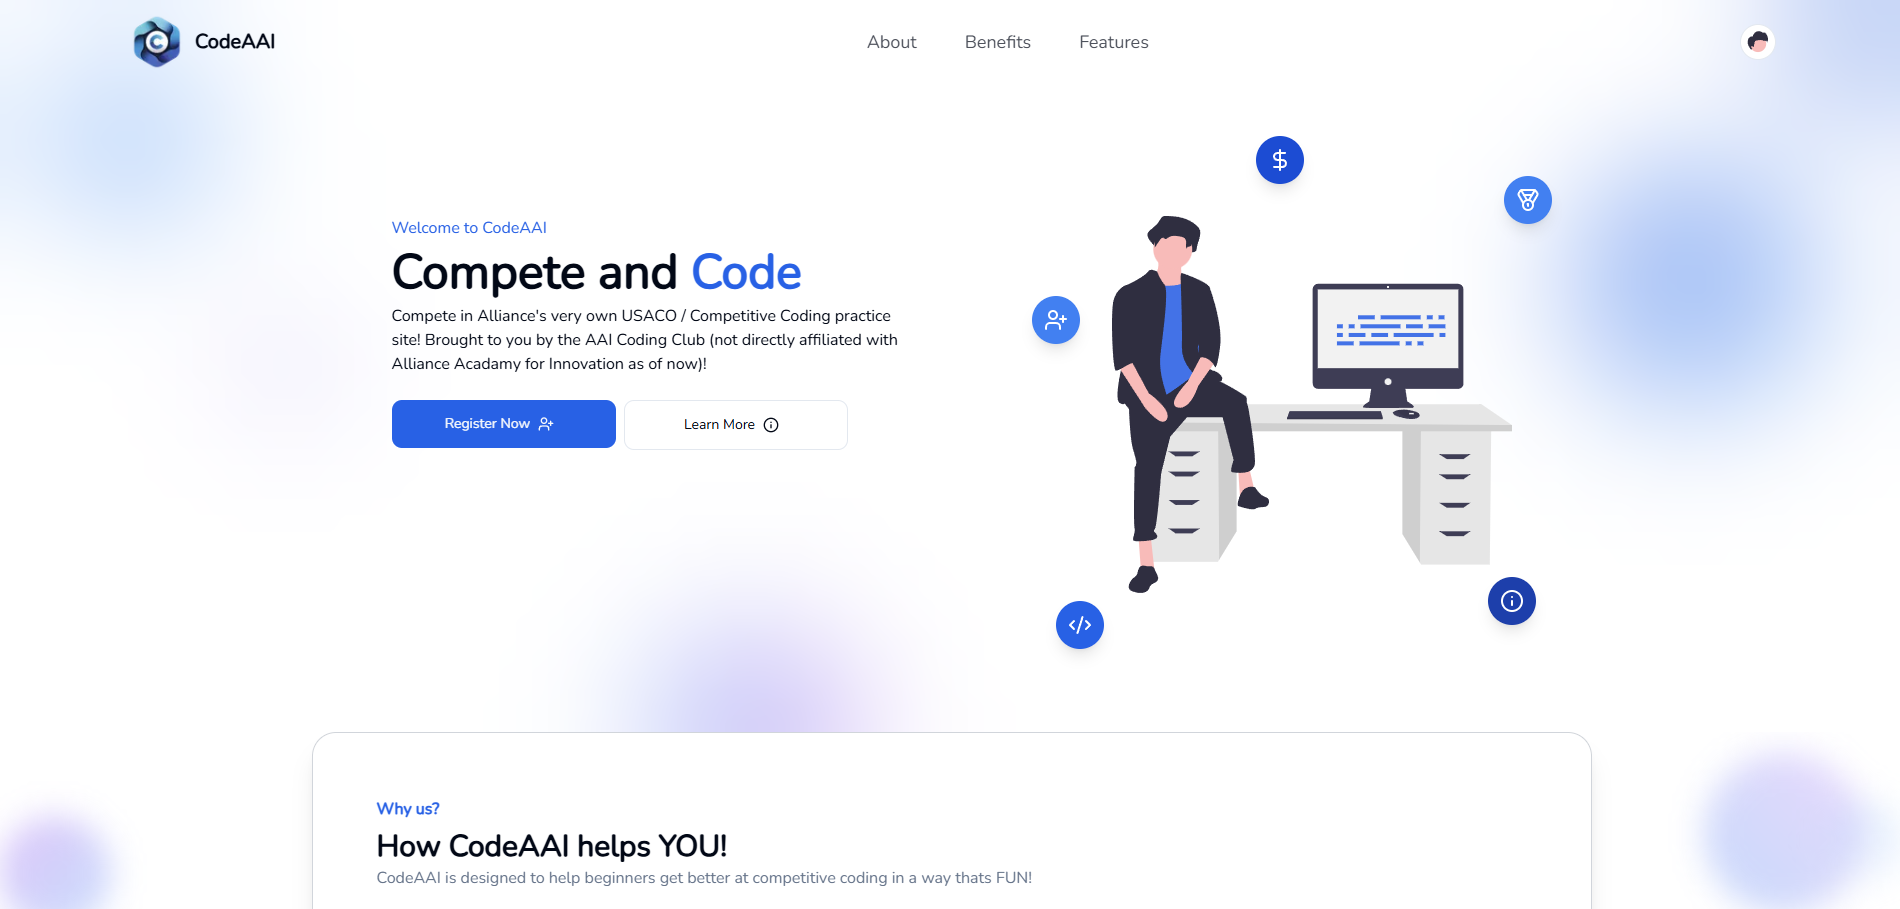 CodeAAI
About
Benefits
Features
Welcome to CodeAAI
Compete and Code
Compete in Alliance's very own USACO / Competitive Coding practice
site! Brought to you by the AAI Coding Club (not directly affiliated with
Alliance Acadamy for Innovation as of now)!
Register Now
Learn More
Why us?
How CodeAAI helps YOU!
CodeAAI is designed to help beginners get better at competitive coding in a way thats FUN!